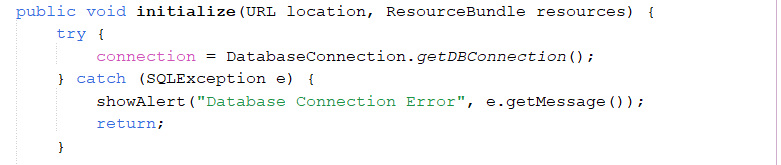 public void initialize(URL location, ResourceBundle resources) {
try {
connection = DatabaseConnection.getDBConnection();
} catch (SQLException e) {
showAlert("Database Connection Error", e.getMessage());
return;
}